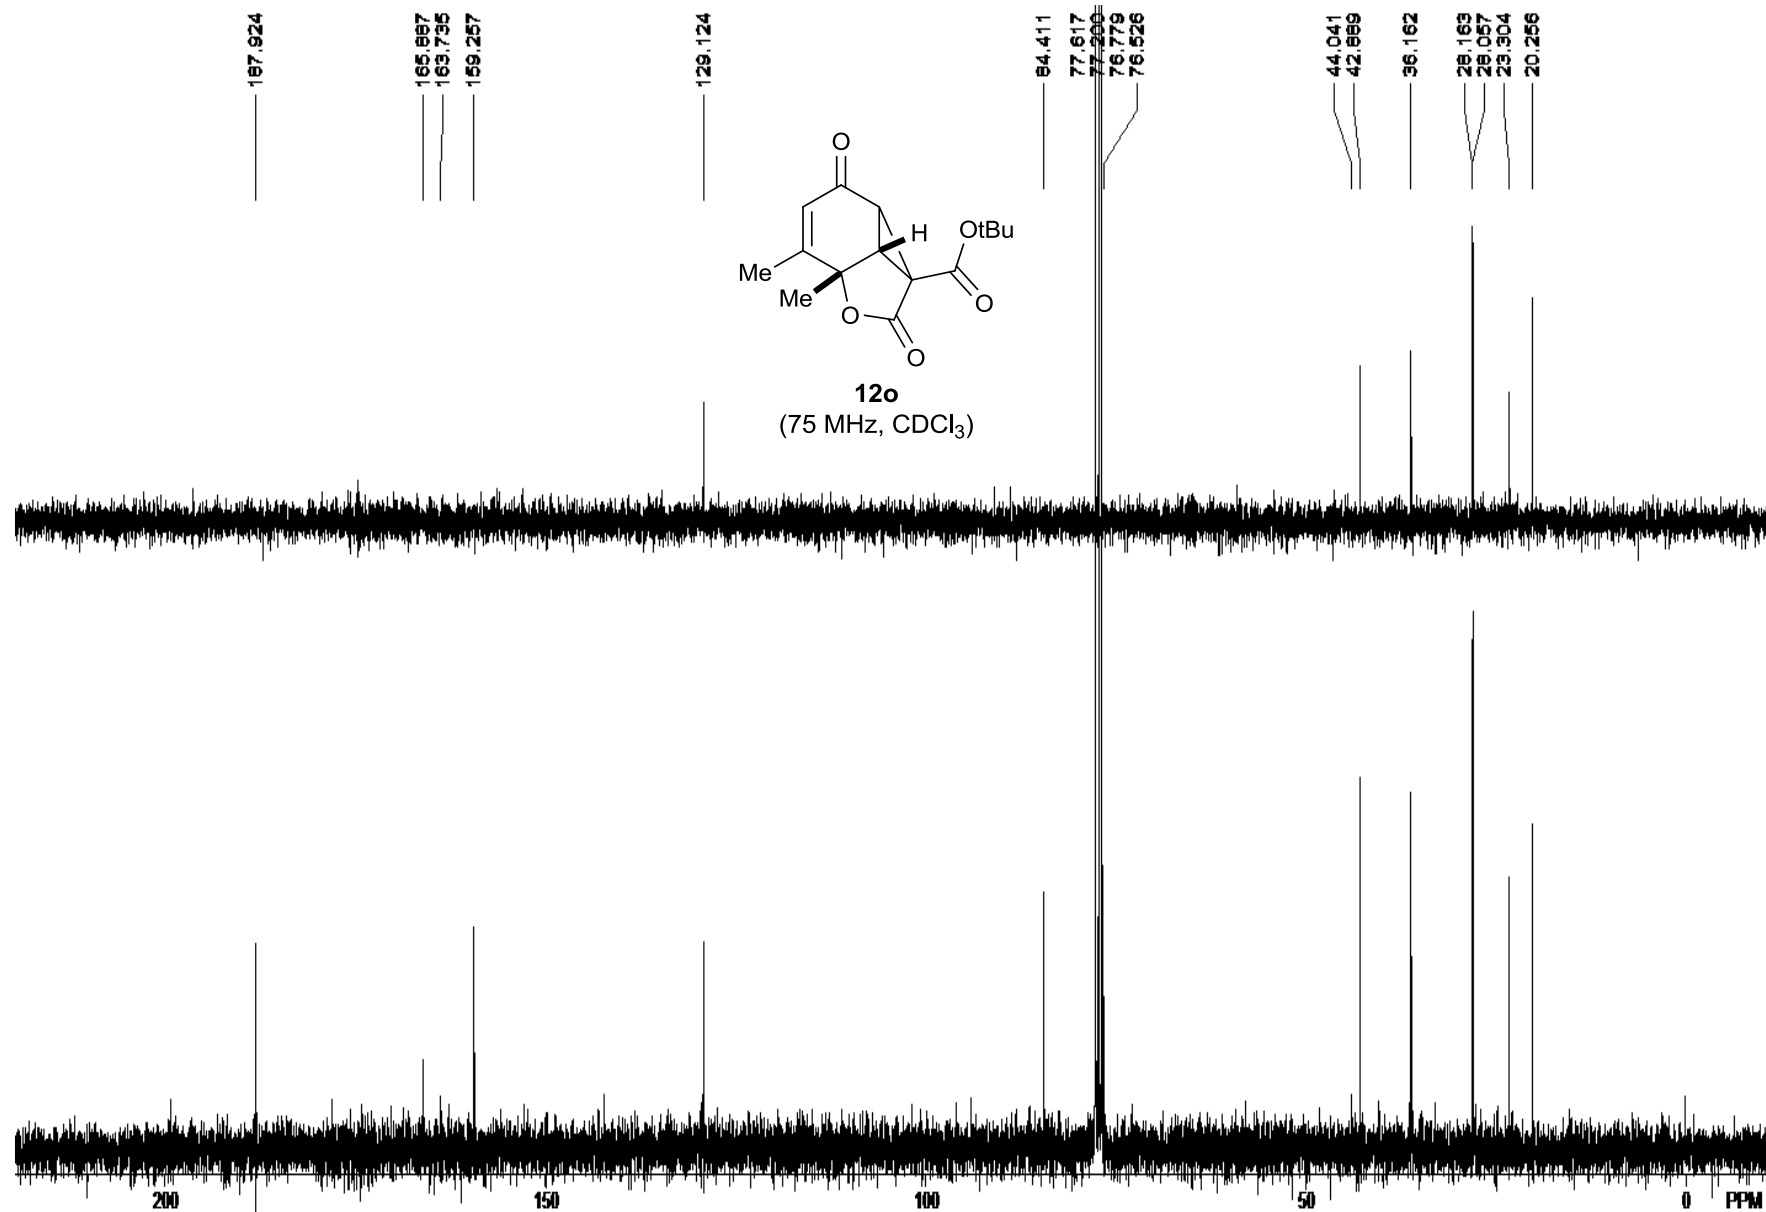 187.924
165.887
163.735
159.257
129.124
84.411
77.617
77.200
76.779
76.526
44.041
42.889
36.162
28.163
28.057
23.304
20.256
O
H
OtBu
O
Me
Me
O
O
12o
(75 MHz, CDCl₃)
200 150 100 50 0 PPM